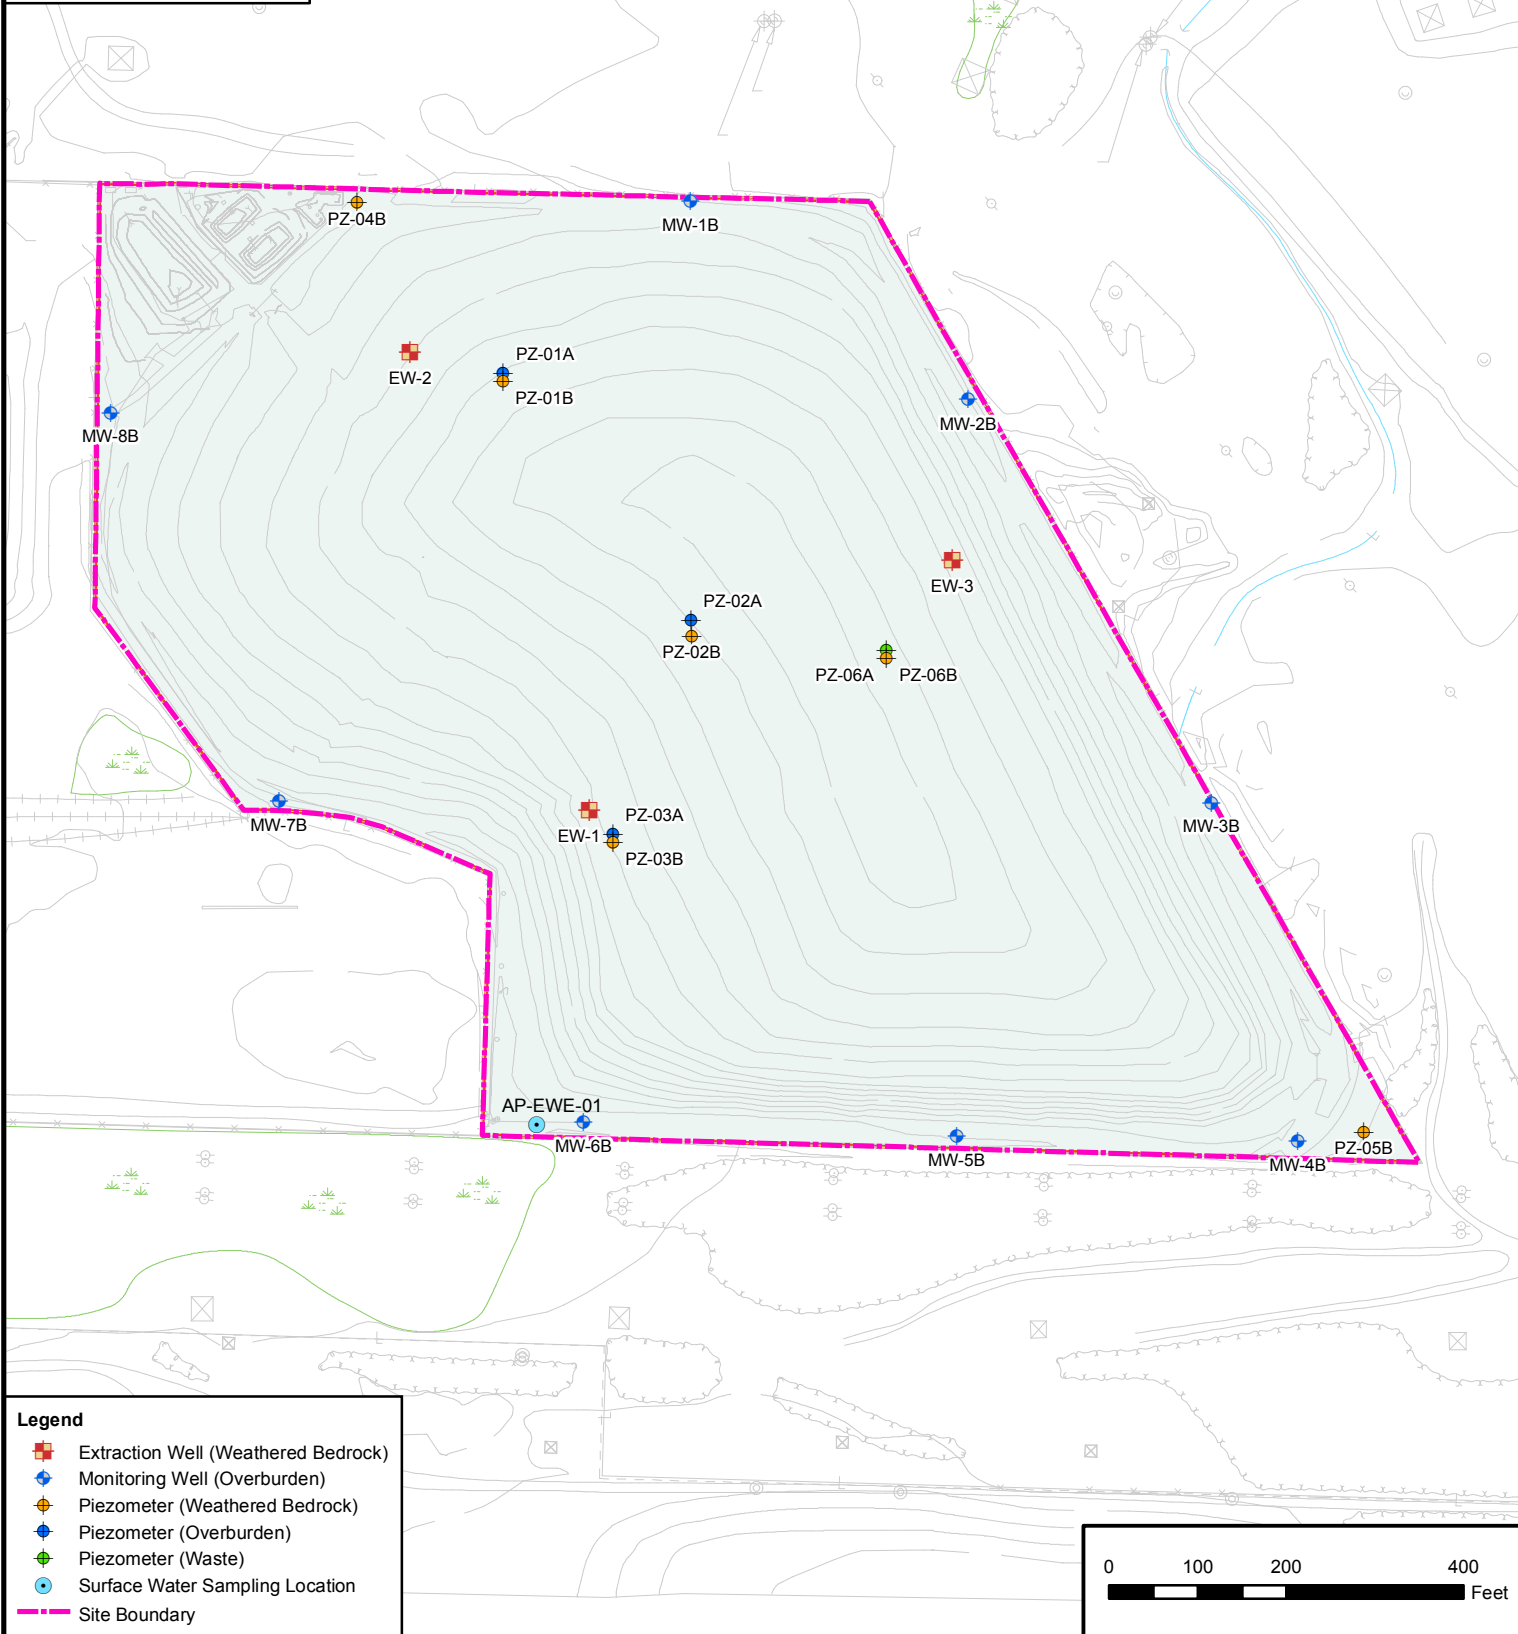 PZ-04B
MW-1B
PZ-01A
EW-2
PZ-01B
MW-2B
MW-8B
EW-3
PZ-02A
PZ-02B
PZ-06A
PZ-06B
MW-7B
EW-1
PZ-03A
MW-3B
PZ-03B
AP-EWE-01
MW-6B
MW-5B
MW-4B
PZ-05B
Legend
Extraction Well (Weathered Bedrock)
Monitoring Well (Overburden)
Piezometer (Weathered Bedrock)
Piezometer (Overburden)
Piezometer (Waste)
Surface Water Sampling Location
Site Boundary
0 100 200 400
Feet